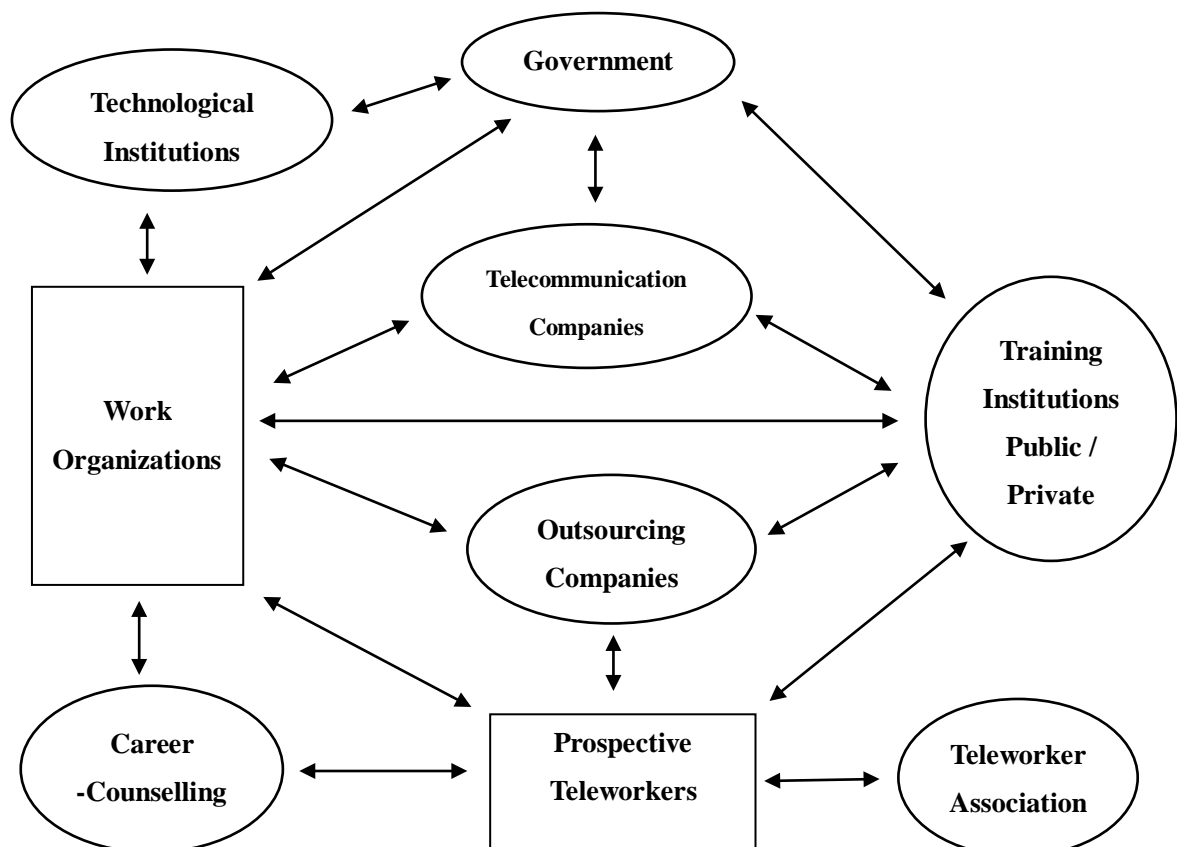 Government
Technological
Institutions
Telecommunication
Companies
Training
Institutions
Public /
Private
Work
Organizations
Outsourcing
Companies
Career
-Counselling
Prospective
Teleworkers
Teleworker
Association